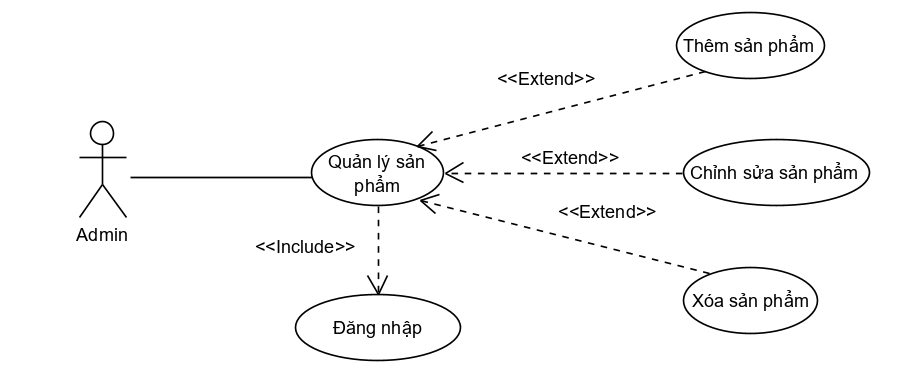 Thêm sản phẩm
<<Extend>>
Quản lý sản
phẩm
<<Extend>>
Chỉnh sửa sản phẩm
<<Extend>>
Admin
<<Include>>
Xóa sản phẩm
Đăng nhập